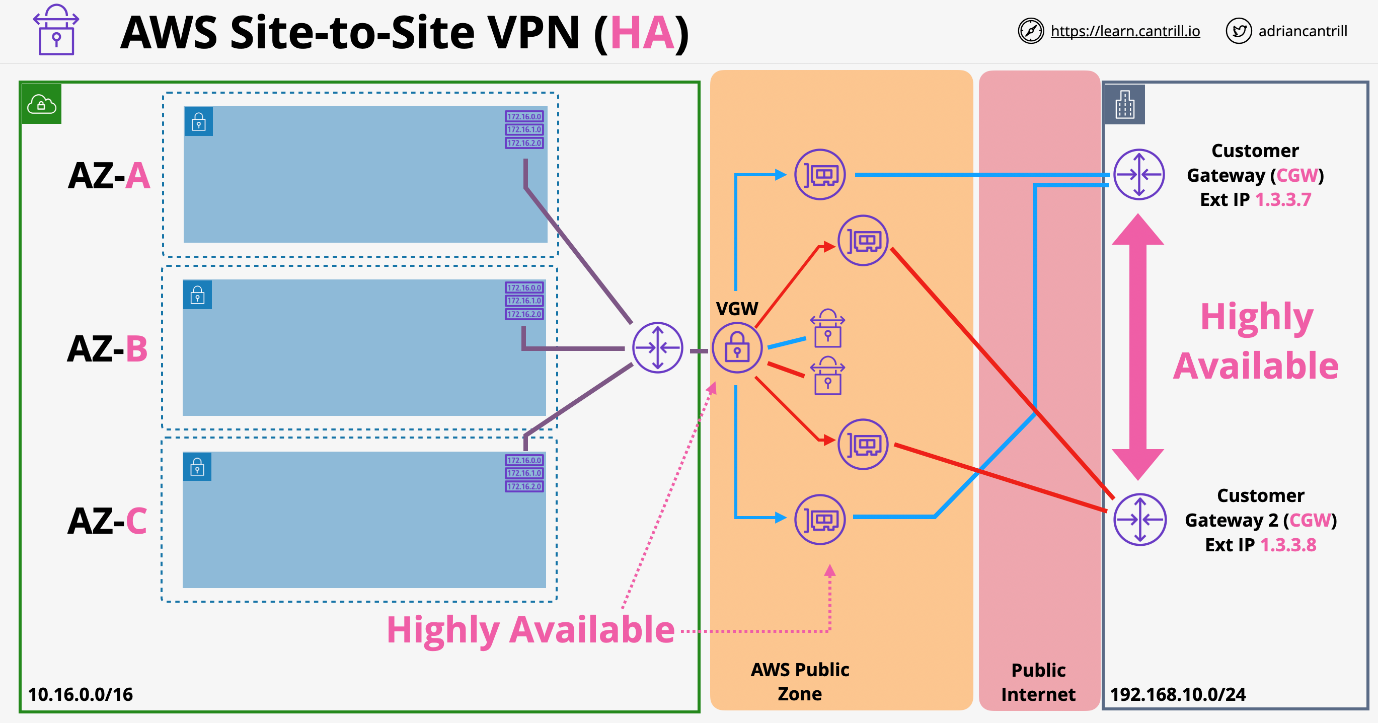 AWS Site-to-Site VPN (HA)
https://learn.cantrill.io
adriancantrill
AZ-A
172.16.0.0
172.16.1.0
172.16.2.0
AZ-B
172.16.0.0
172.16.1.0
172.16.2.0
AZ-C
172.16.0.0
172.16.1.0
172.16.2.0
Highly Available
10.16.0.0/16
VGW
AWS Public
Zone
Public
Internet
Customer
Gateway (CGW)
Ext IP 1.3.3.7
Highly
Available
Customer
Gateway 2 (CGW)
Ext IP 1.3.3.8
192.168.10.0/24